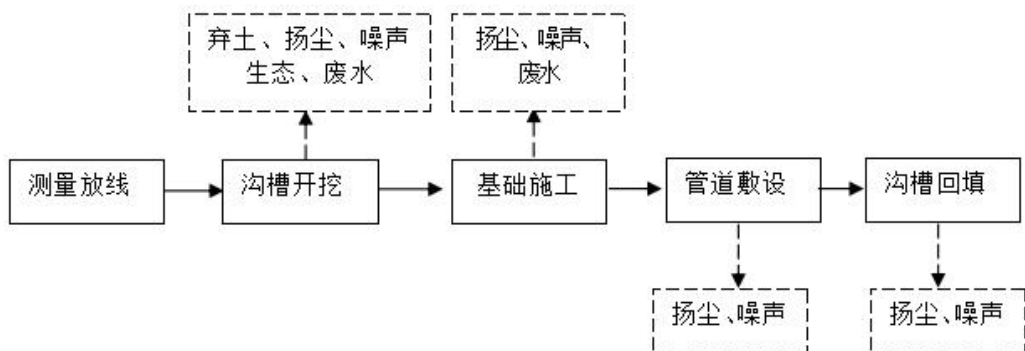 弃土、扬尘、噪声
生态、废水
扬尘、噪声、
废水
测量放线
沟槽开挖
基础施工
管道敷设
沟槽回填
扬尘、噪声
扬尘、噪声